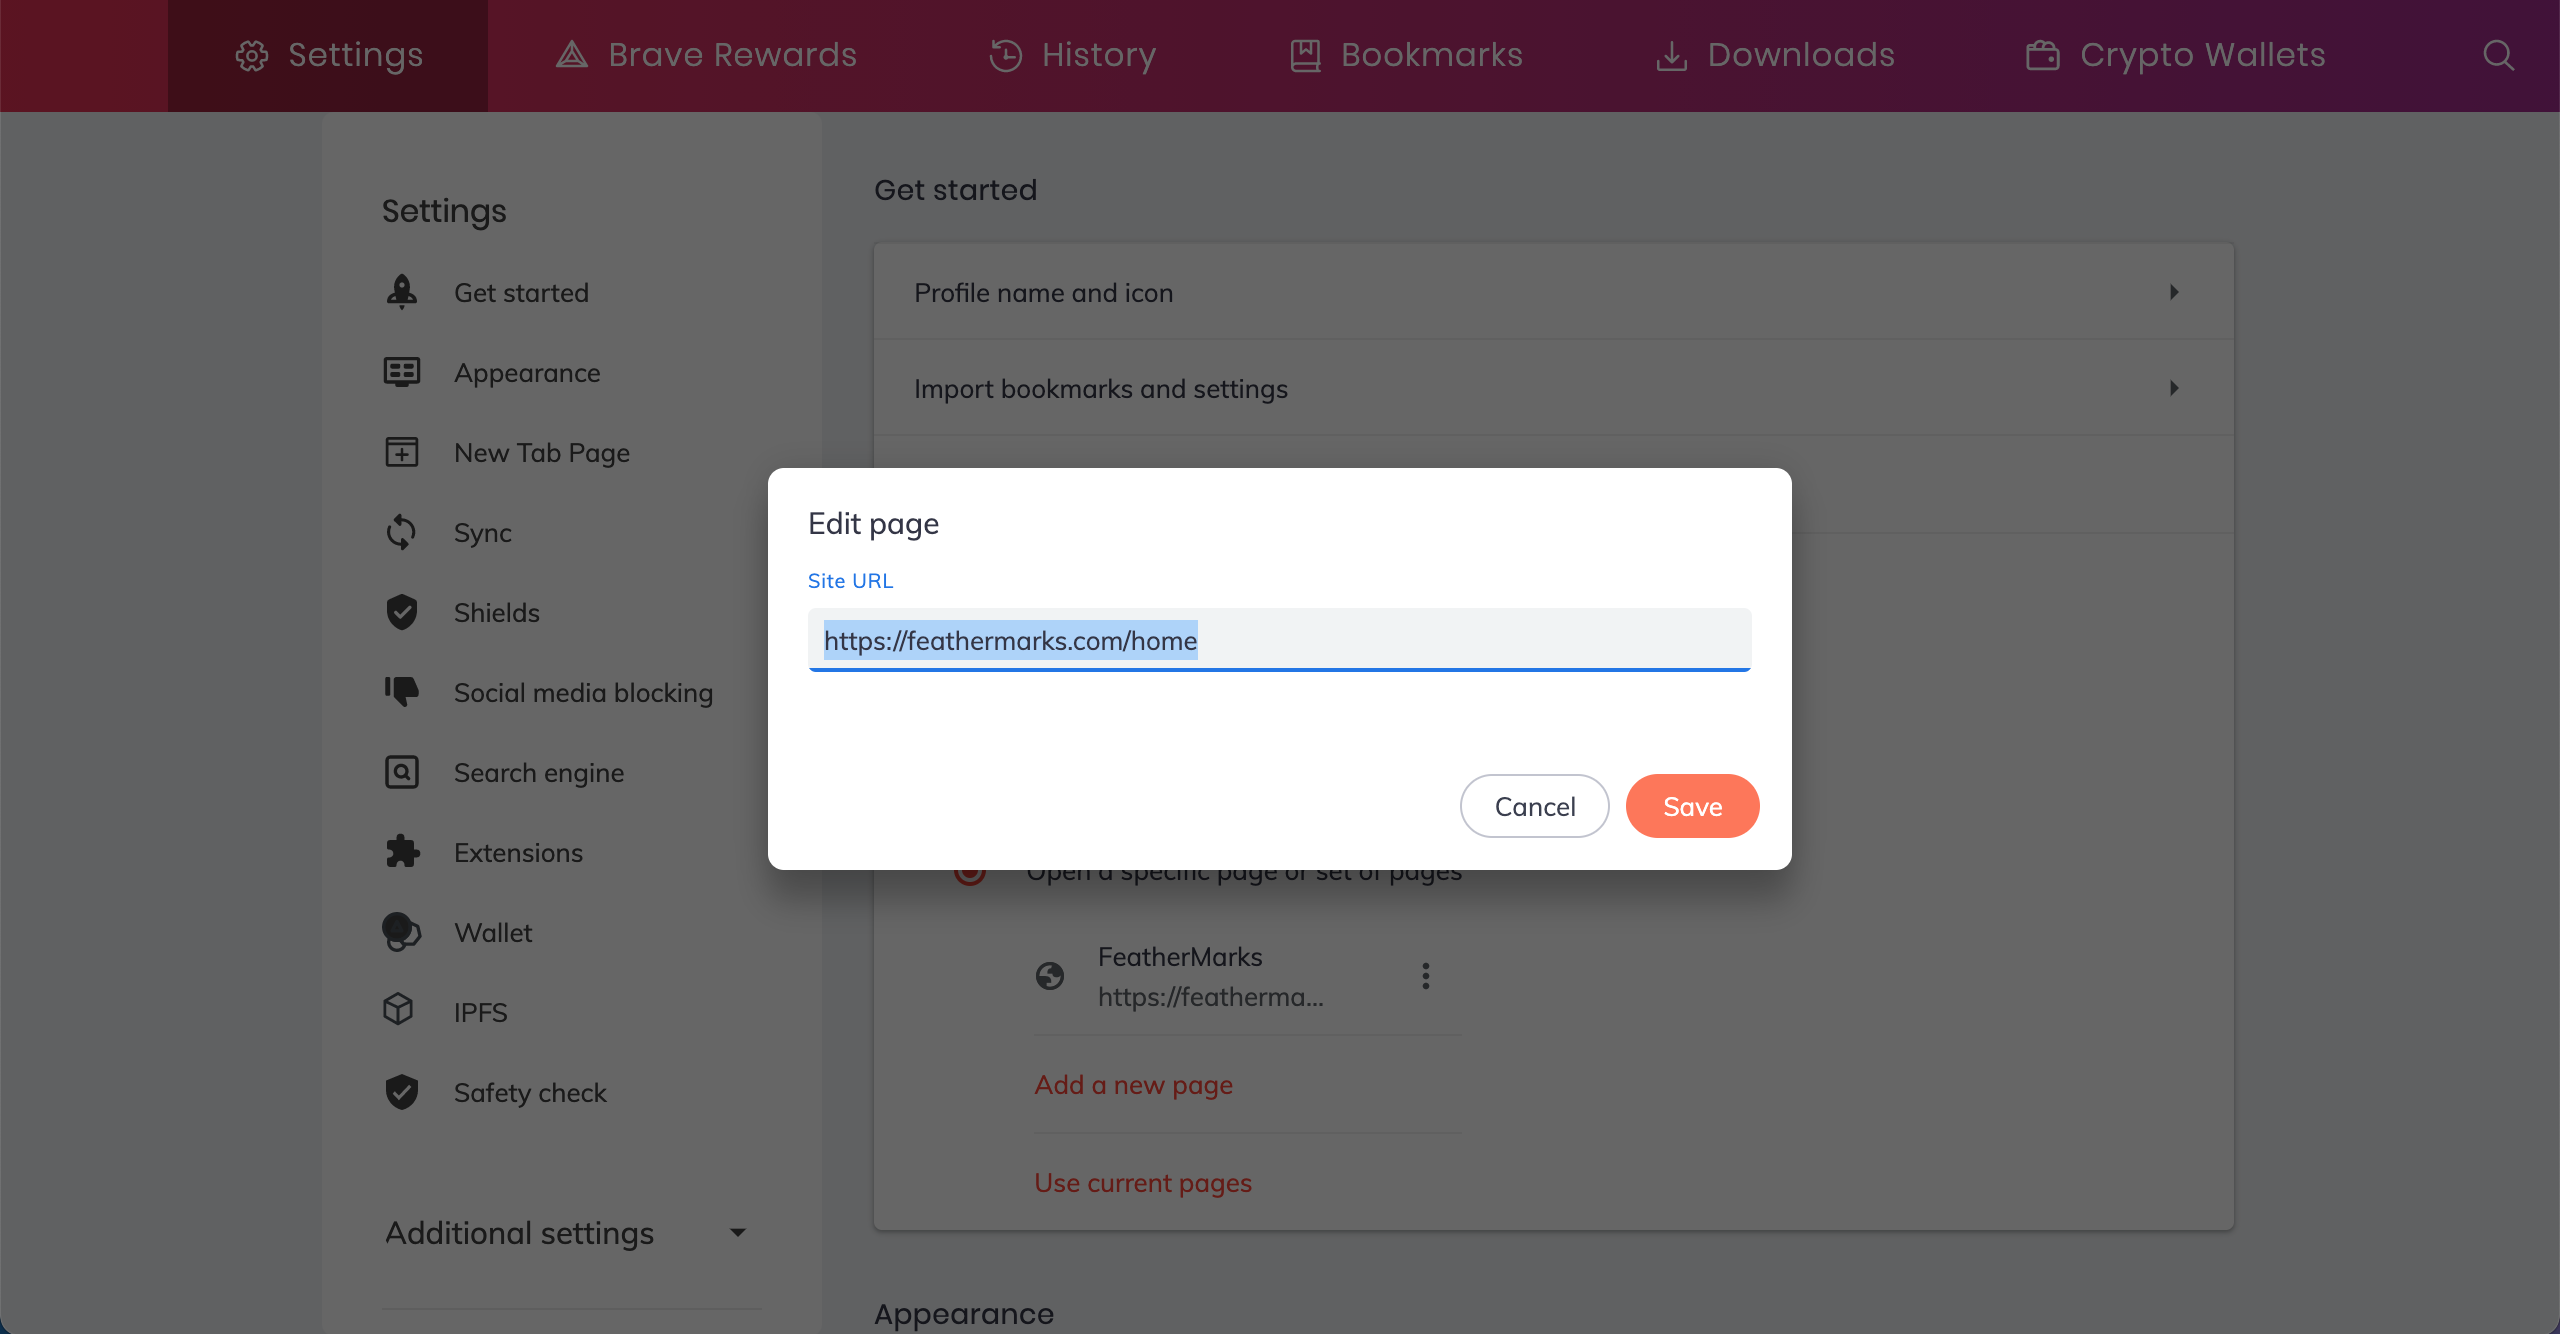 Settings
Brave Rewards
History
Bookmarks
Downloads
Crypto Wallets
Settings
Get started
Appearance
New Tab Page
Sync
Shields
Social media blocking
Search engine
Extensions
Wallet
IPFS
Safety check
Additional settings
Get started
Profile name and icon
Import bookmarks and settings
Edit page
Site URL
https://feathermarks.com/home
Cancel
Save
Open a specific page or set of pages
FeatherMarks
https://featherma...
Add a new page
Use current pages
Appearance